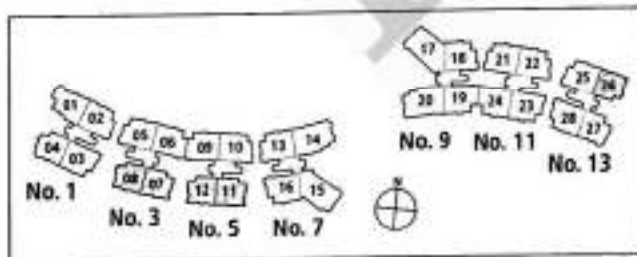 17 18 21 22 25 26
20 19 24 23 28 27
No. 9 No. 11 No. 13
01 02 05 06 09 10 13 14
04 03 08 07 12 11 16 15
No. 1 No. 3 No. 5 No. 7
N